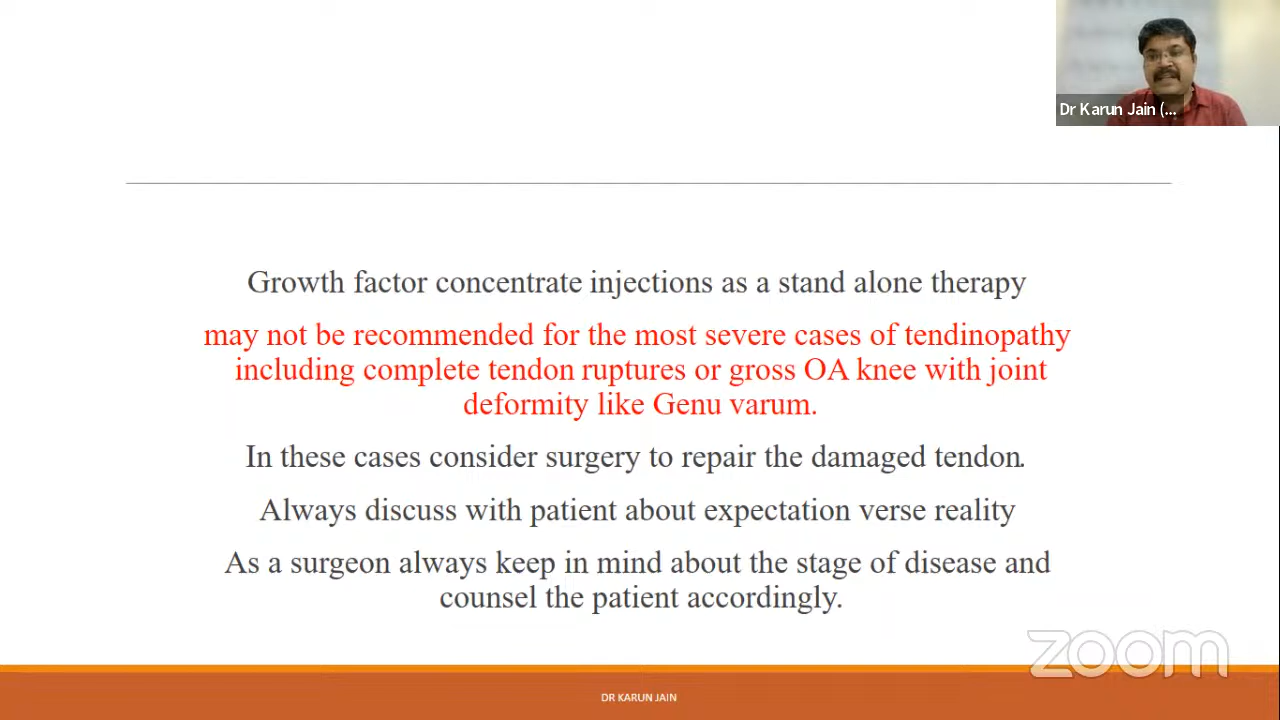 Dr Karun Jain (...
Growth factor concentrate injections as a stand alone therapy
may not be recommended for the most severe cases of tendinopathy
including complete tendon ruptures or gross OA knee with joint
deformity like Genu varum.
In these cases consider surgery to repair the damaged tendon.
Always discuss with patient about expectation verse reality
As a surgeon always keep in mind about the stage of disease and
counsel the patient accordingly.
zoom
DR KARUN JAIN